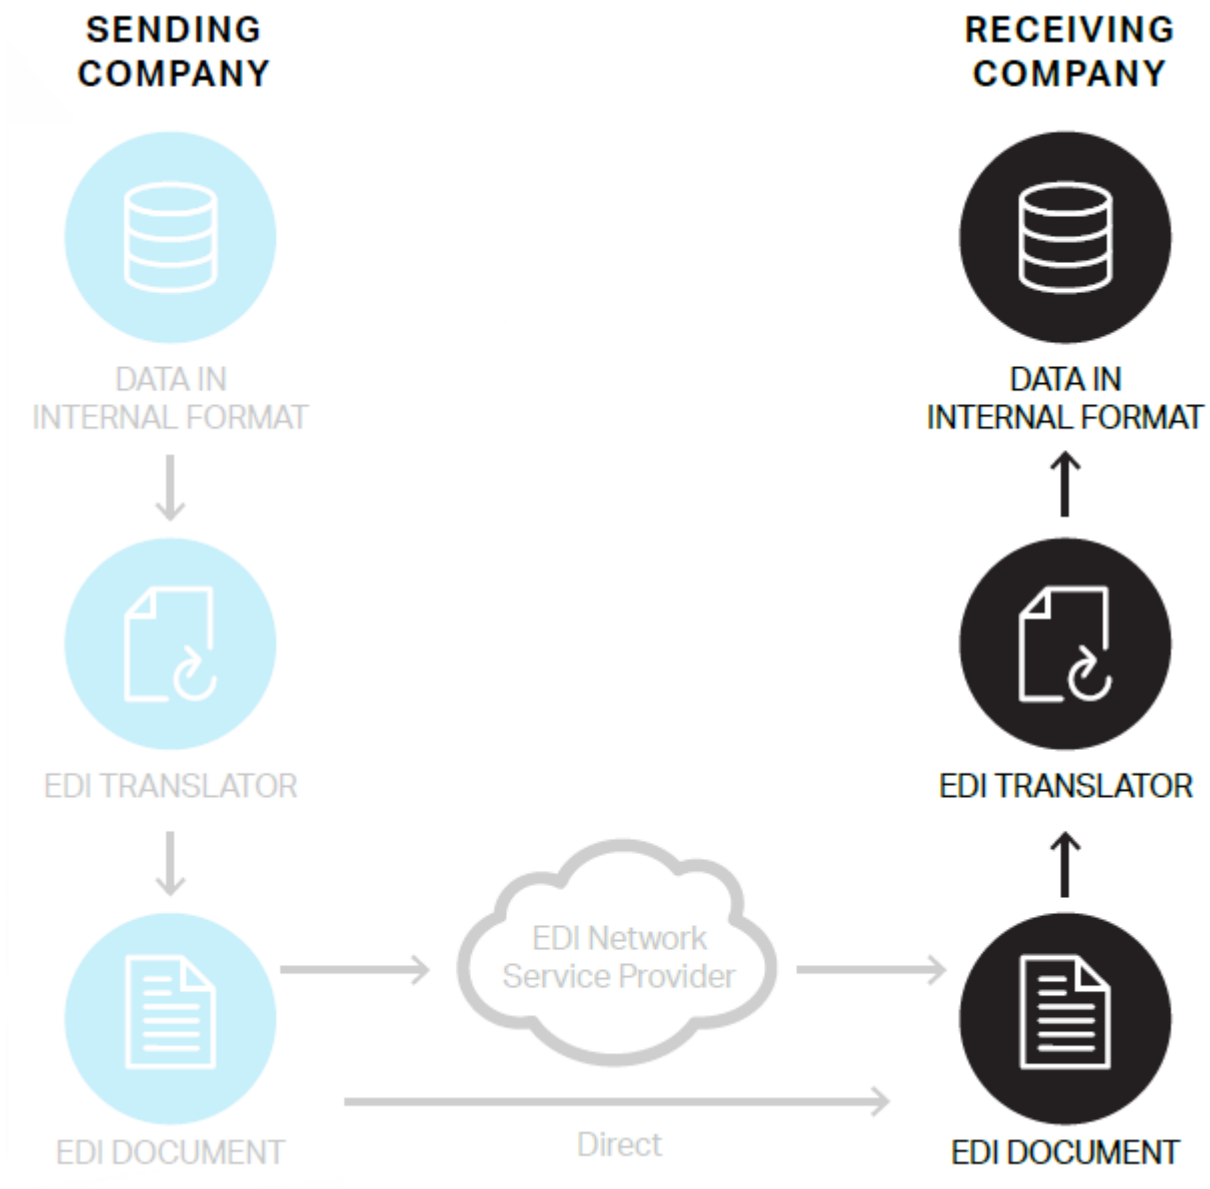 SENDING
COMPANY
RECEIVING
COMPANY
DATA IN
INTERNAL FORMAT
DATA IN
INTERNAL FORMAT
EDI TRANSLATOR
EDI TRANSLATOR
EDI Network
Service Provider
Direct
EDI DOCUMENT
EDI DOCUMENT